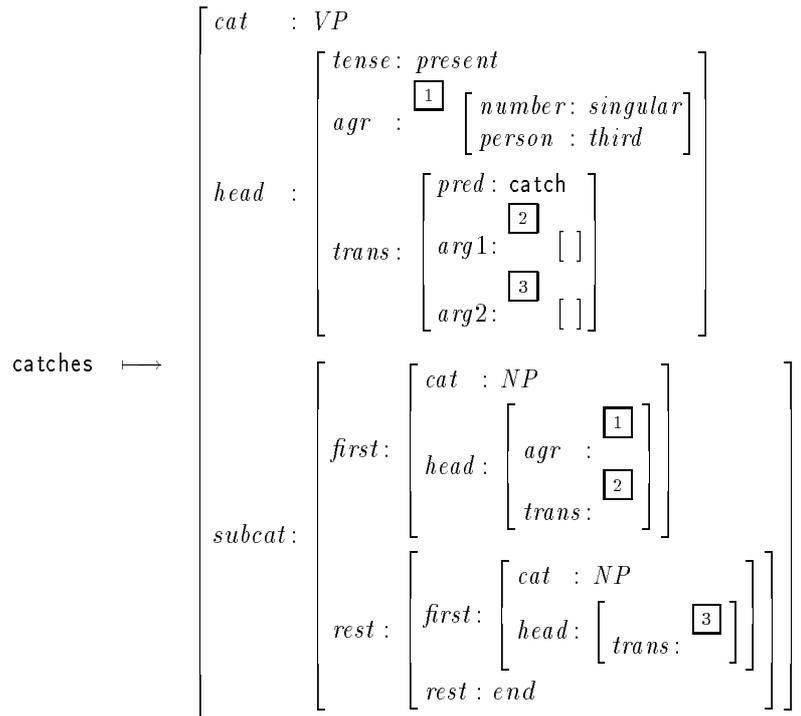 cat : VP
tense : present
1
number : singular
agr :
person : third
head :
pred : catch
2
arg1 : [ ]
trans :
3
arg2 : [ ]
catches ⟼
cat : NP
1
first :
agr :
head :
2
trans :
subcat :
cat : NP
first :
3
head :
rest :
trans :
rest : end